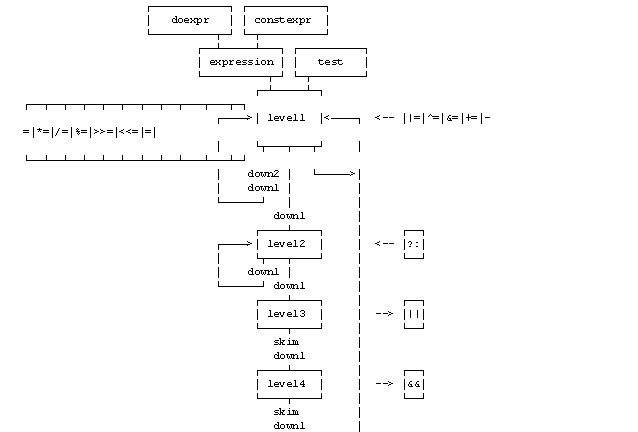 doexpr constexpr
expression test
level1 <-- ||=|^=|&=|+=|-
=|*=|/=|%=|>>=|<<=|=|
down2
down1
down1
level2 <-- |?:|
down1
down1
level3 --> ||||
skim
down1
level4 --> |&&|
skim
down1